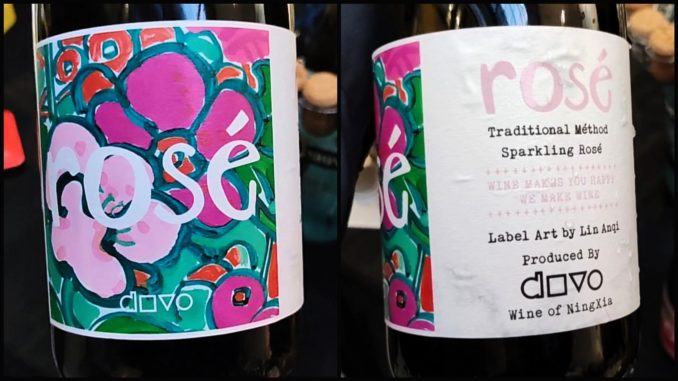 rosé
dovo
sé
rosé
Traditional Méthod
Sparkling Rosé
WINE MAKES YOU HAPPY
WE MAKE WINE
Label Art by Lin Anqi
Produced By
dovo
Wine of NingXia